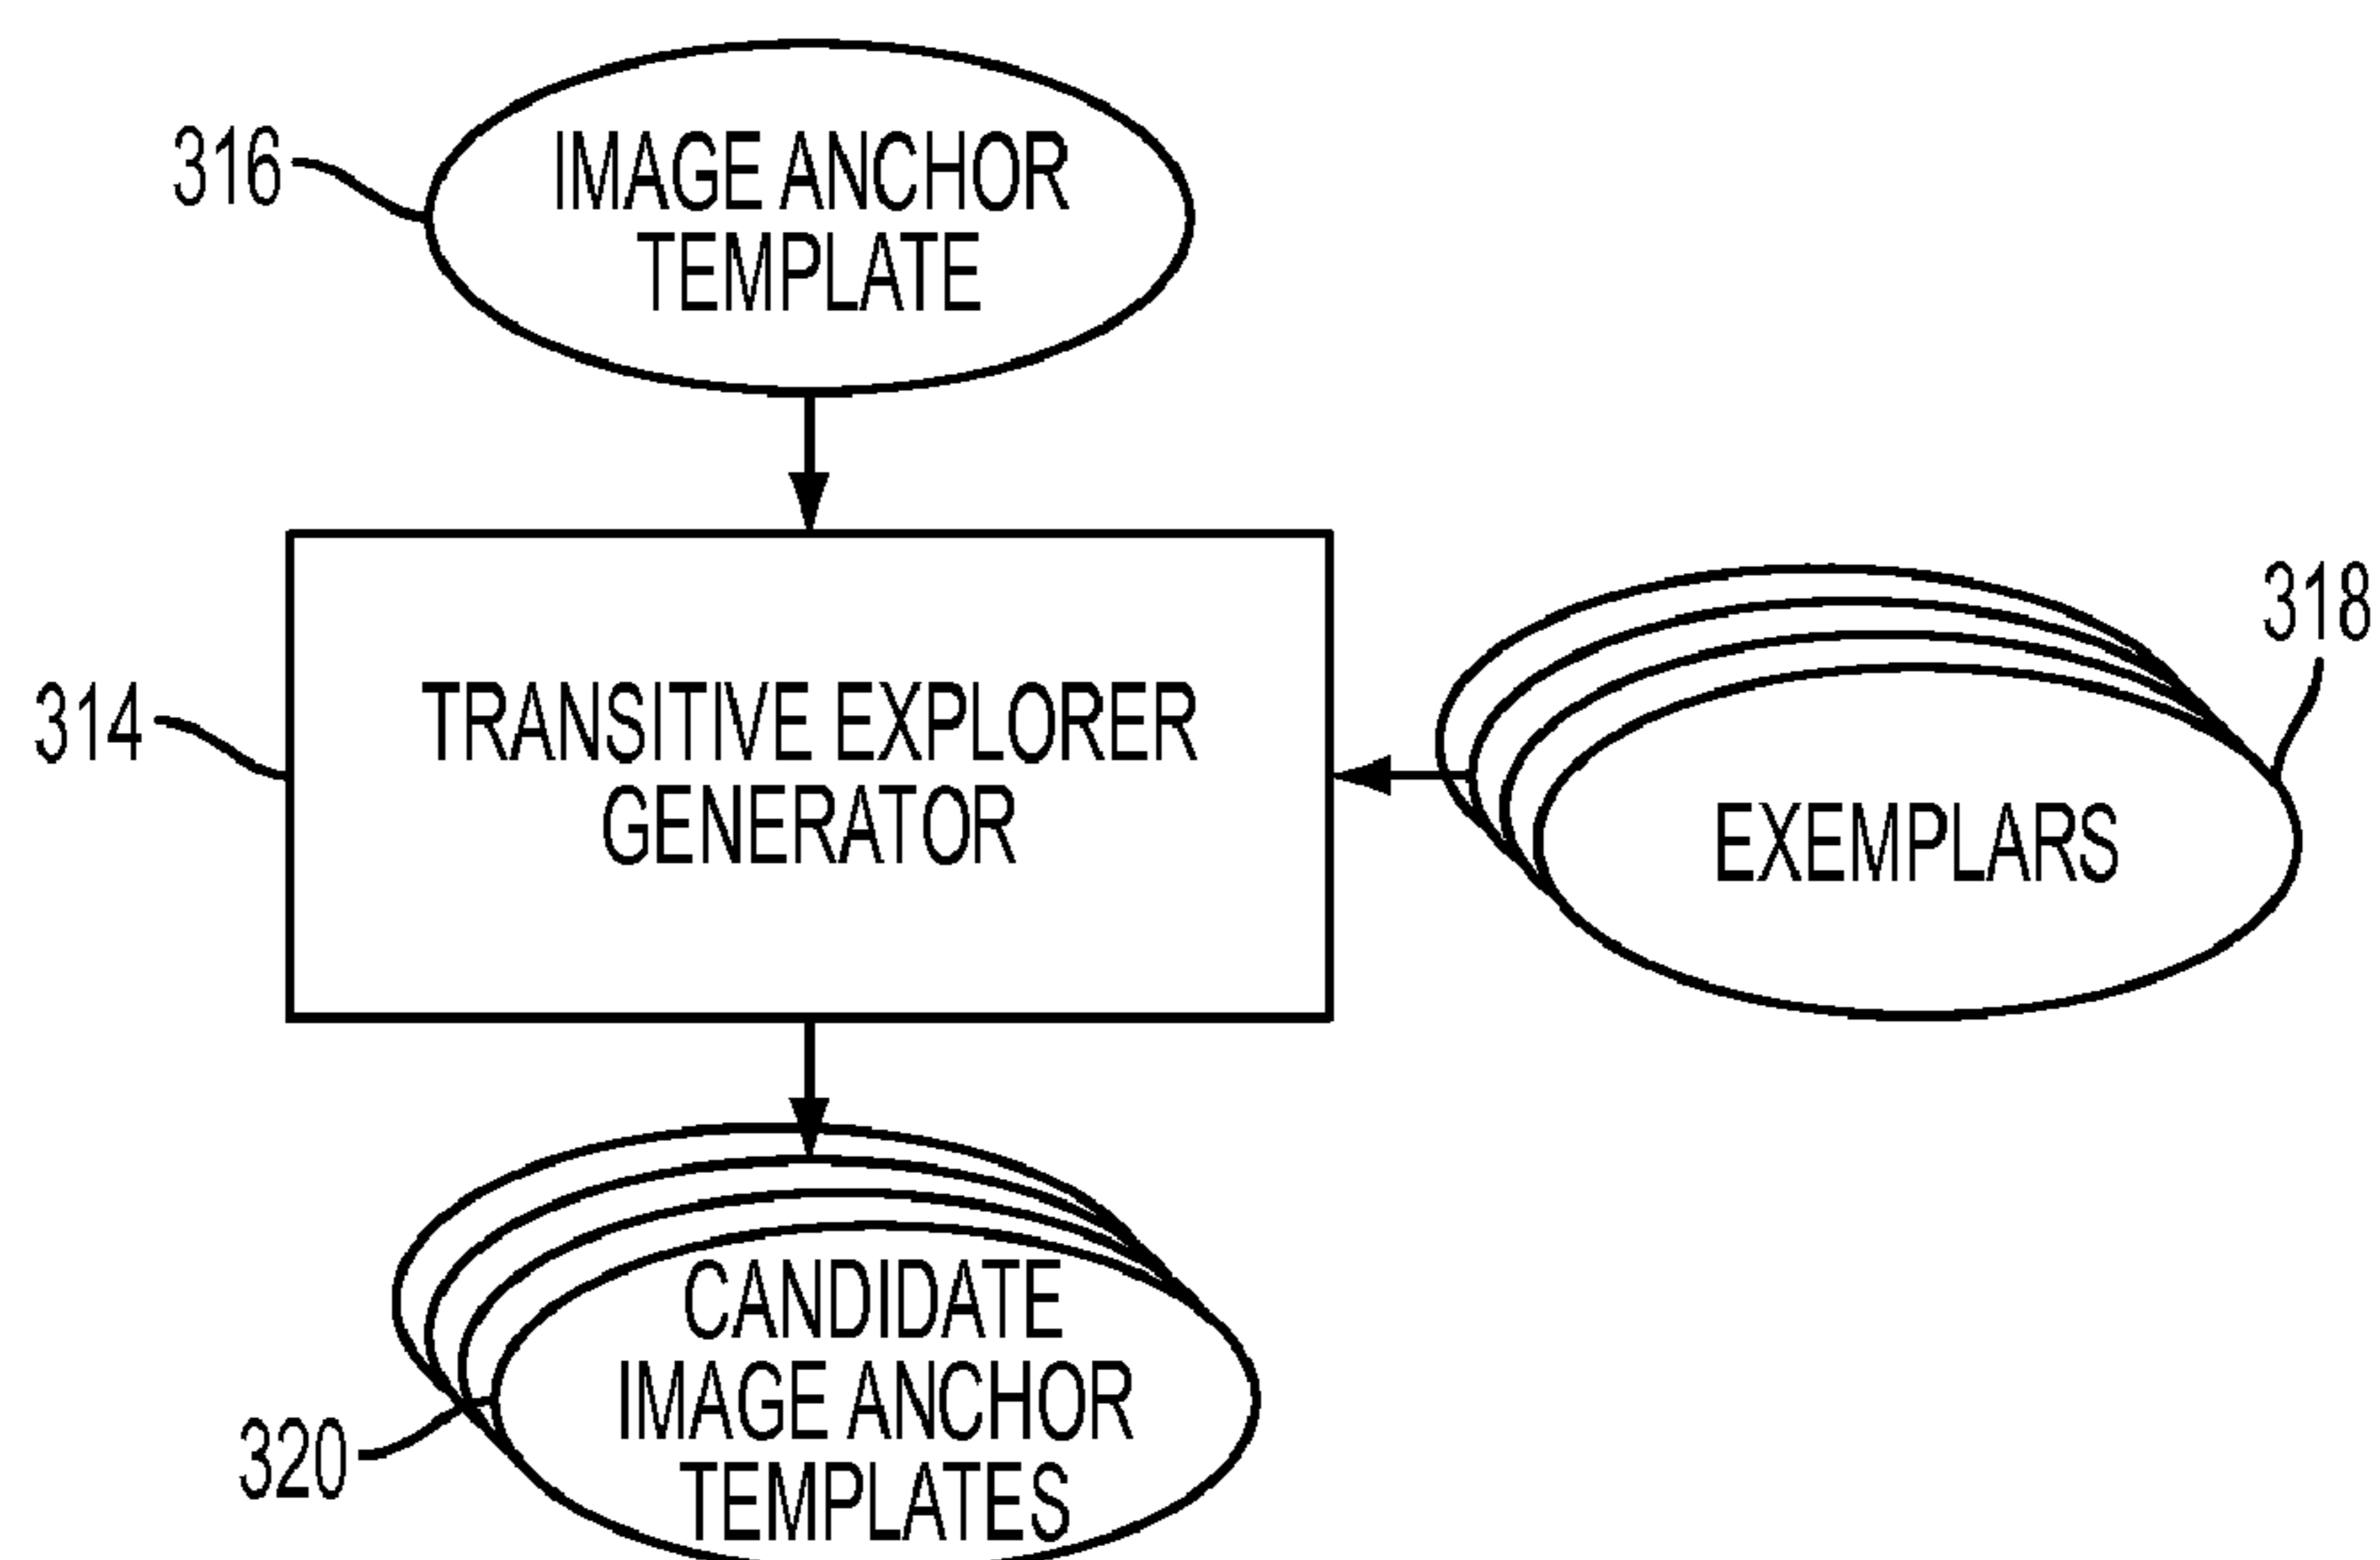 316
IMAGE ANCHOR
TEMPLATE
318
314
TRANSITIVE EXPLORER
GENERATOR
EXEMPLARS
CANDIDATE
IMAGE ANCHOR
TEMPLATES
320